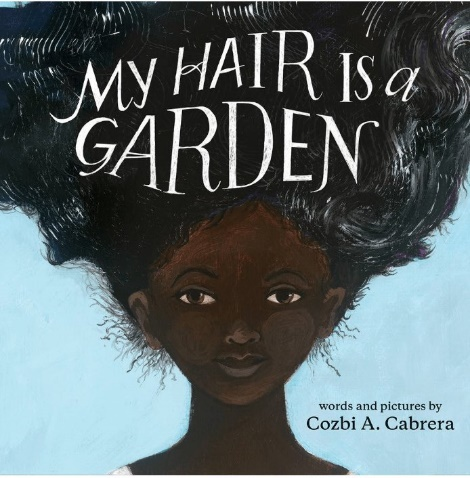 MY HAIR Is a
GARDEN
words and pictures by
Cozbi A. Cabrera